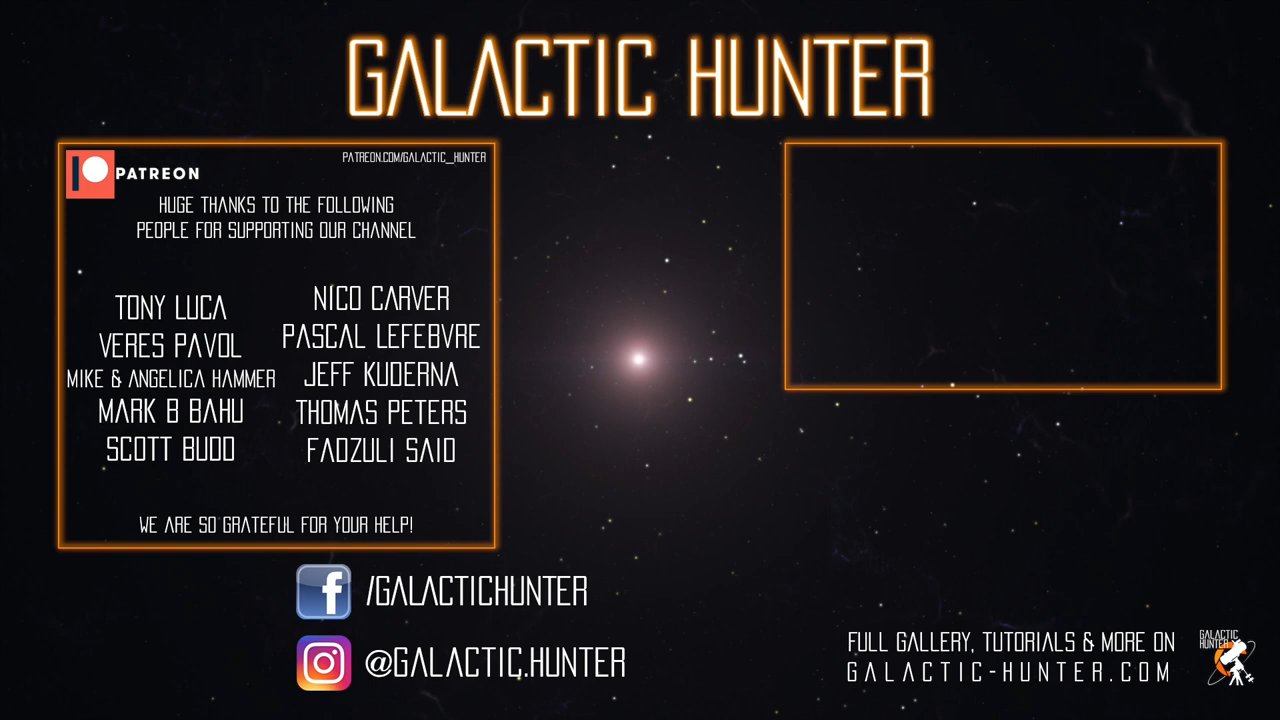 GALACTIC HUNTER
PATREON
PATREON.COM/GALACTIC_HUNTER
HUGE THANKS TO THE FOLLOWING
PEOPLE FOR SUPPORTING OUR CHANNEL
TONY LUCA
VERES PAVOL
MIKE & ANGELICA HAMMER
MARK B BAHU
SCOTT BUDD
NICO CARVER
PASCAL LEFEBVRE
JEFF KUDERNA
THOMAS PETERS
FADZULI SAID
WE ARE SO GRATEFUL FOR YOUR HELP!
/GALACTICHUNTER
@GALACTIC.HUNTER
FULL GALLERY, TUTORIALS & MORE ON
GALACTIC-HUNTER.COM
GALACTIC
HUNTER